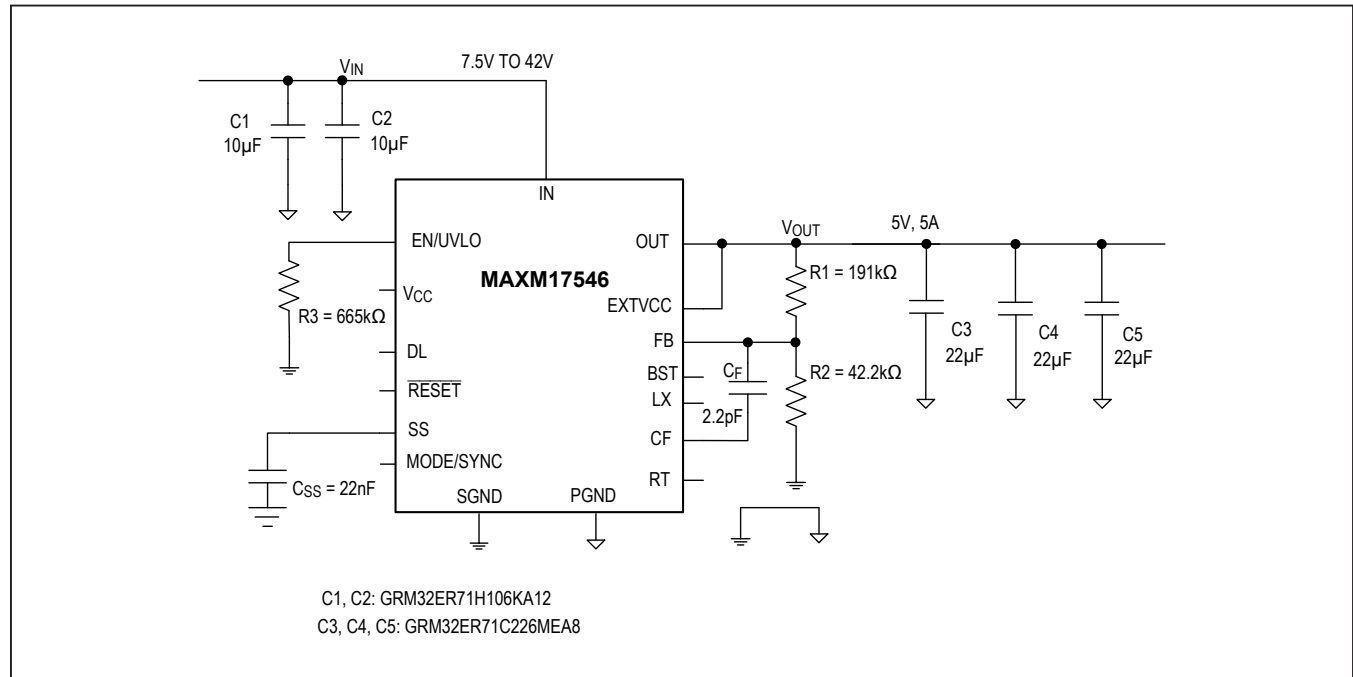 VIN
7.5V TO 42V
C1
10µF
C2
10µF
IN
EN/UVLO
OUT
VOUT
5V, 5A
MAXM17546
R1 = 191kΩ
VCC
EXTVCC
R3 = 665kΩ
C3
22µF
C4
22µF
C5
22µF
FB
DL
CF
2.2pF
BST
R2 = 42.2kΩ
RESET
LX
SS
CF
MODE/SYNC
RT
CSS = 22nF
SGND
PGND
C1, C2: GRM32ER71H106KA12
C3, C4, C5: GRM32ER71C226MEA8